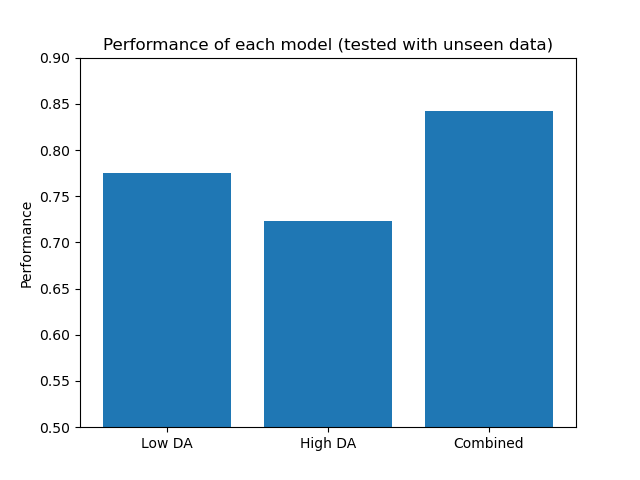 Performance of each model (tested with unseen data)
0.90
0.85
0.80
0.75
0.70
0.65
0.60
0.55
0.50
Performance
Low DA
High DA
Combined